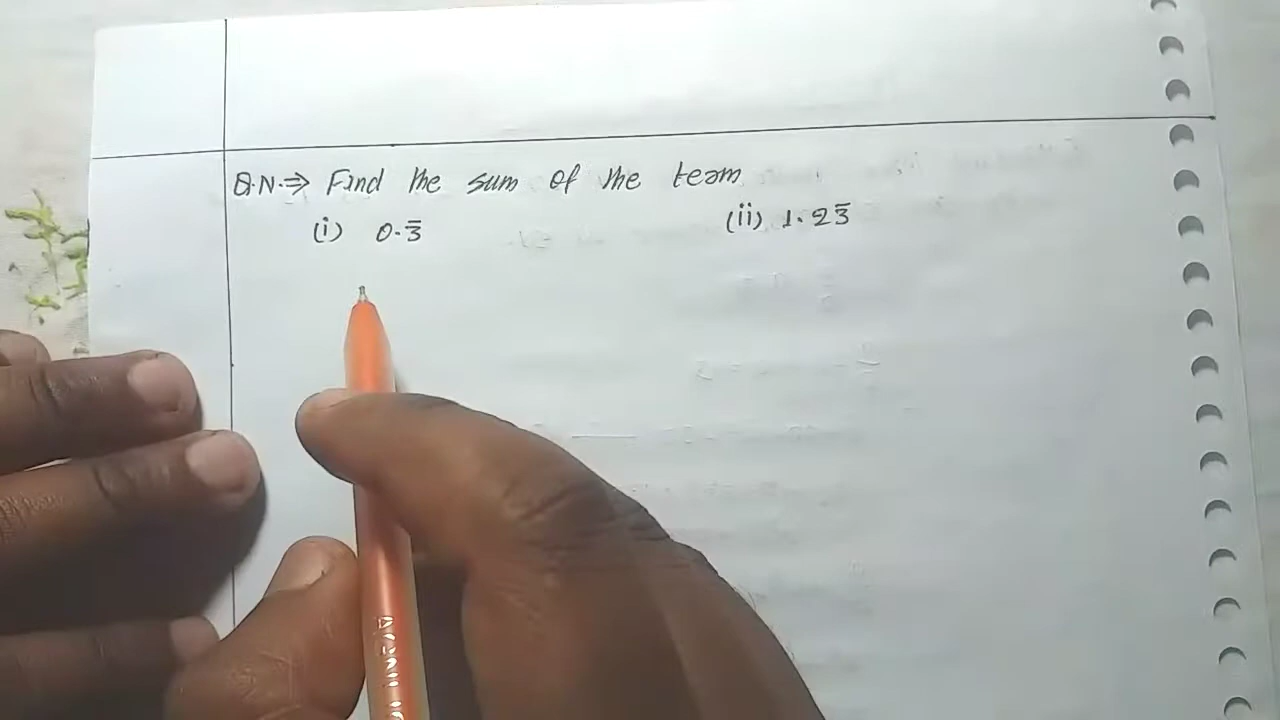 Q.N.⇒ Find the sum of the team
(i) 0.3̅ (ii) 1.23̅